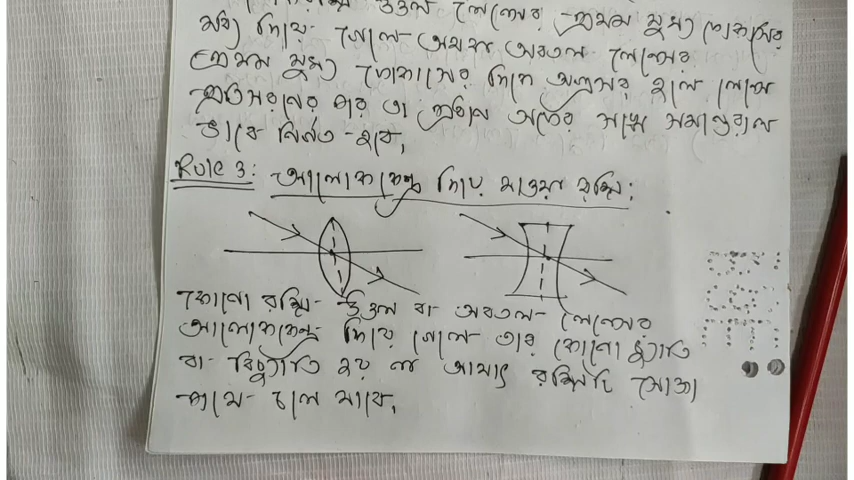 রশ্মি উত্তল লেন্সের প্রথম মুখ্য ফোকাসের
মধ্য দিয়ে গেলে অথবা অবতল লেন্সের
প্রথম মুখ্য ফোকাসের দিকে অগ্রসর হলে লেন্সে
প্রতিসরণের পর তা প্রধান অক্ষের সাথে সমান্তরাল
ভাবে নির্গত হবে,
Rule 3: আলোককেন্দ্র দিয়ে যাওয়া রশ্মি:
কোনো রশ্মি উত্তল বা অবতল লেন্সের
আলোককেন্দ্র দিয়ে গেলে তার কোনো চ্যুতি
বা বিচ্যুতি হয় না অর্থাৎ রশ্মিটি সোজা
পথে চলে যাবে,